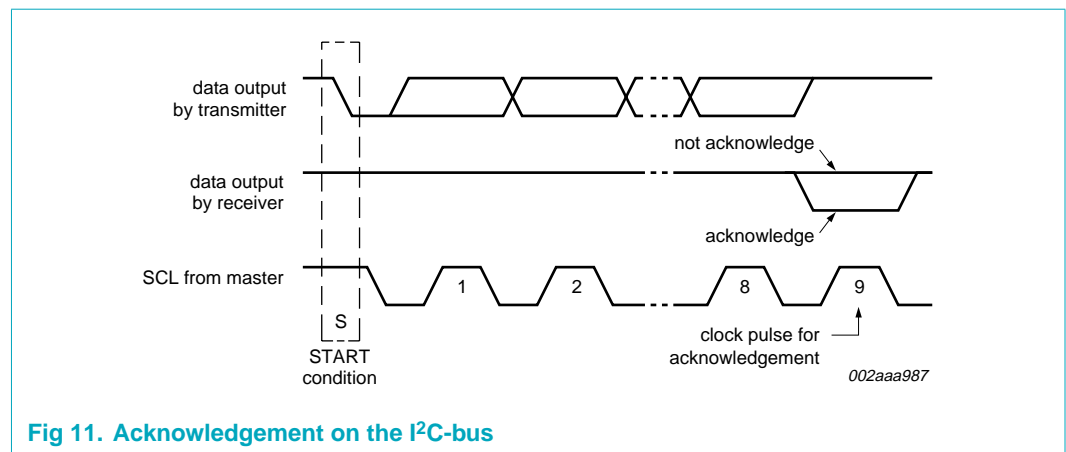 data output
by transmitter
not acknowledge
data output
by receiver
acknowledge
SCL from master
1
2
8
9
S
START
condition
clock pulse for
acknowledgement
002aaa987
Fig 11. Acknowledgement on the I²C-bus